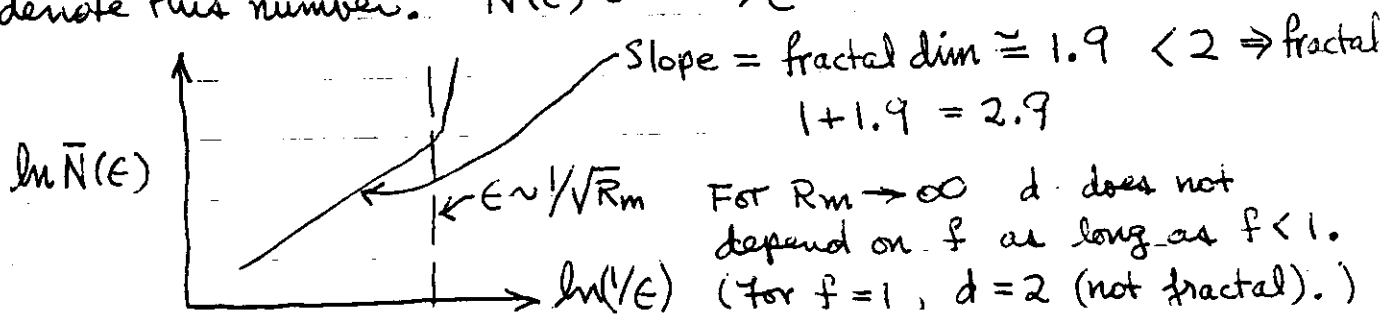 denote this number. N̄(ε) ~
Slope = fractal dim ≅ 1.9 < 2 ⇒ fractal
1+1.9 = 2.9
ln N̄(ε)
ε ~ 1/√Rm
For Rm → ∞ d does not
depend on f as long as f < 1.
ln(1/ε) (for f = 1, d = 2 (not fractal).)